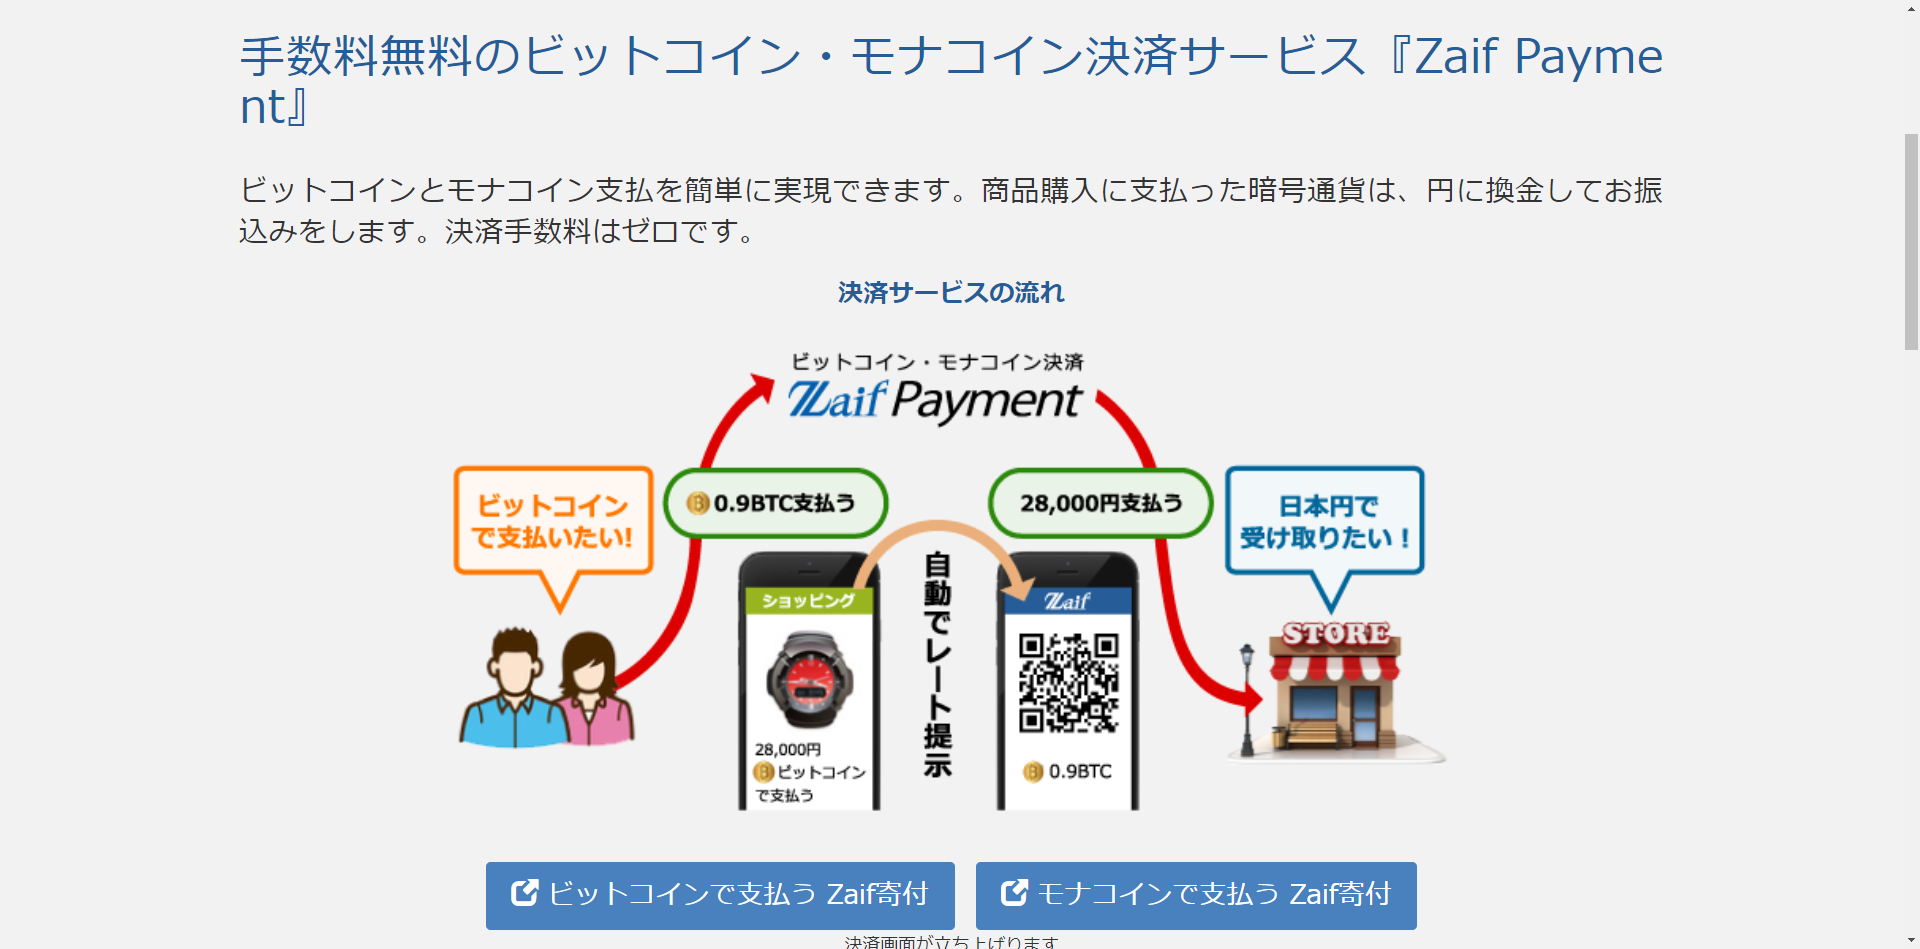 手数料無料のビットコイン・モナコイン決済サービス『Zaif Payme
nt』
ビットコインとモナコイン支払を簡単に実現できます。商品購入に支払った暗号通貨は、円に換金してお振
込みをします。決済手数料はゼロです。
決済サービスの流れ
ビットコイン・モナコイン決済
Zaif Payment
ビットコイン
で支払いたい!
0.9BTC支払う
28,000円支払う
日本円で
受け取りたい！
ショッピング
28,000円
ビットコイン
で支払う
自動でレート提示
Zaif
0.9BTC
STORE
ビットコインで支払う Zaif寄付
モナコインで支払う Zaif寄付
決済画面が立ち上げります